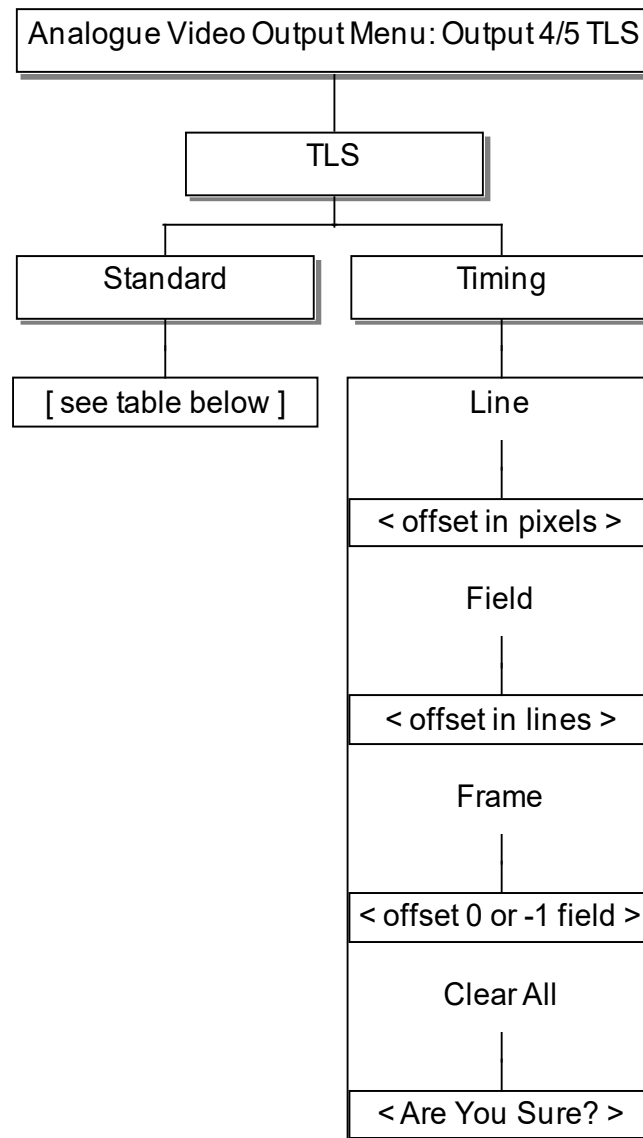 Analogue Video Output Menu: Output 4/5 TLS
TLS
Standard
Timing
[ see table below ]
Line
< offset in pixels >
Field
< offset in lines >
Frame
< offset 0 or -1 field >
Clear All
< Are You Sure? >